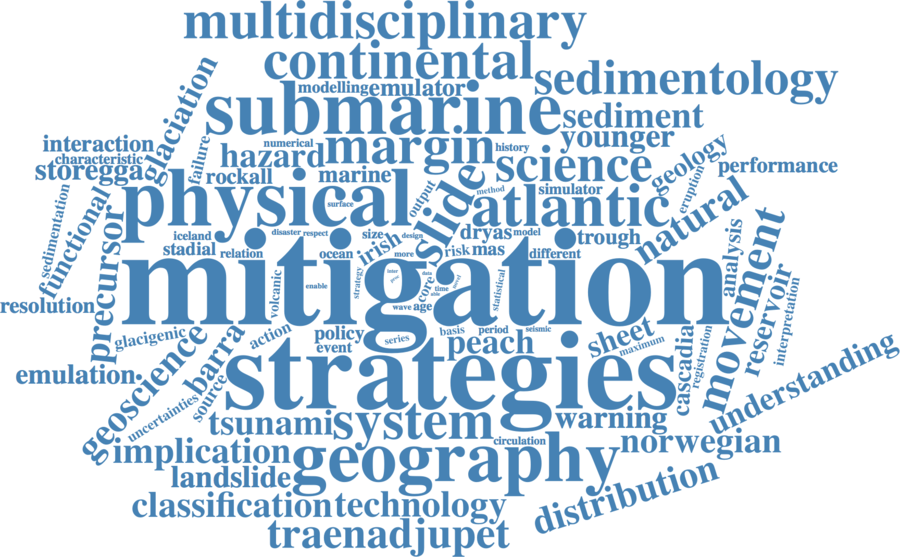 multidisciplinary
continental
modelling emulator
sedimentology
submarine
sediment
glaciation
interaction
characteristic
storegga
failure
hazard
numerical
margin
history
younger
science
geology
performance
rockall
marine
physical
surface
output
slide
method
simulator
atlantic
eruption
natural
sedimentation
functional
precursor
iceland
stadial
relation
disaster
respect
ocean
size
design
irish
more
risk
mas
dryas
model
different
trough
analysis
movement
reservoir
interpretation
mitigation
resolution
volcanic
enable
strategy
inter
data
core
time
wave
age
statistical
glacigenic
action
policy
event
series
basis
period
seismic
peach
sheet
maximum
cascadia
registration
understanding
geoscience
barra
emulation
source
uncertainties
strategies
tsunami
system
circulation
warning
norwegian
implication
landslide
geography
distribution
classification
technology
traenadjupet